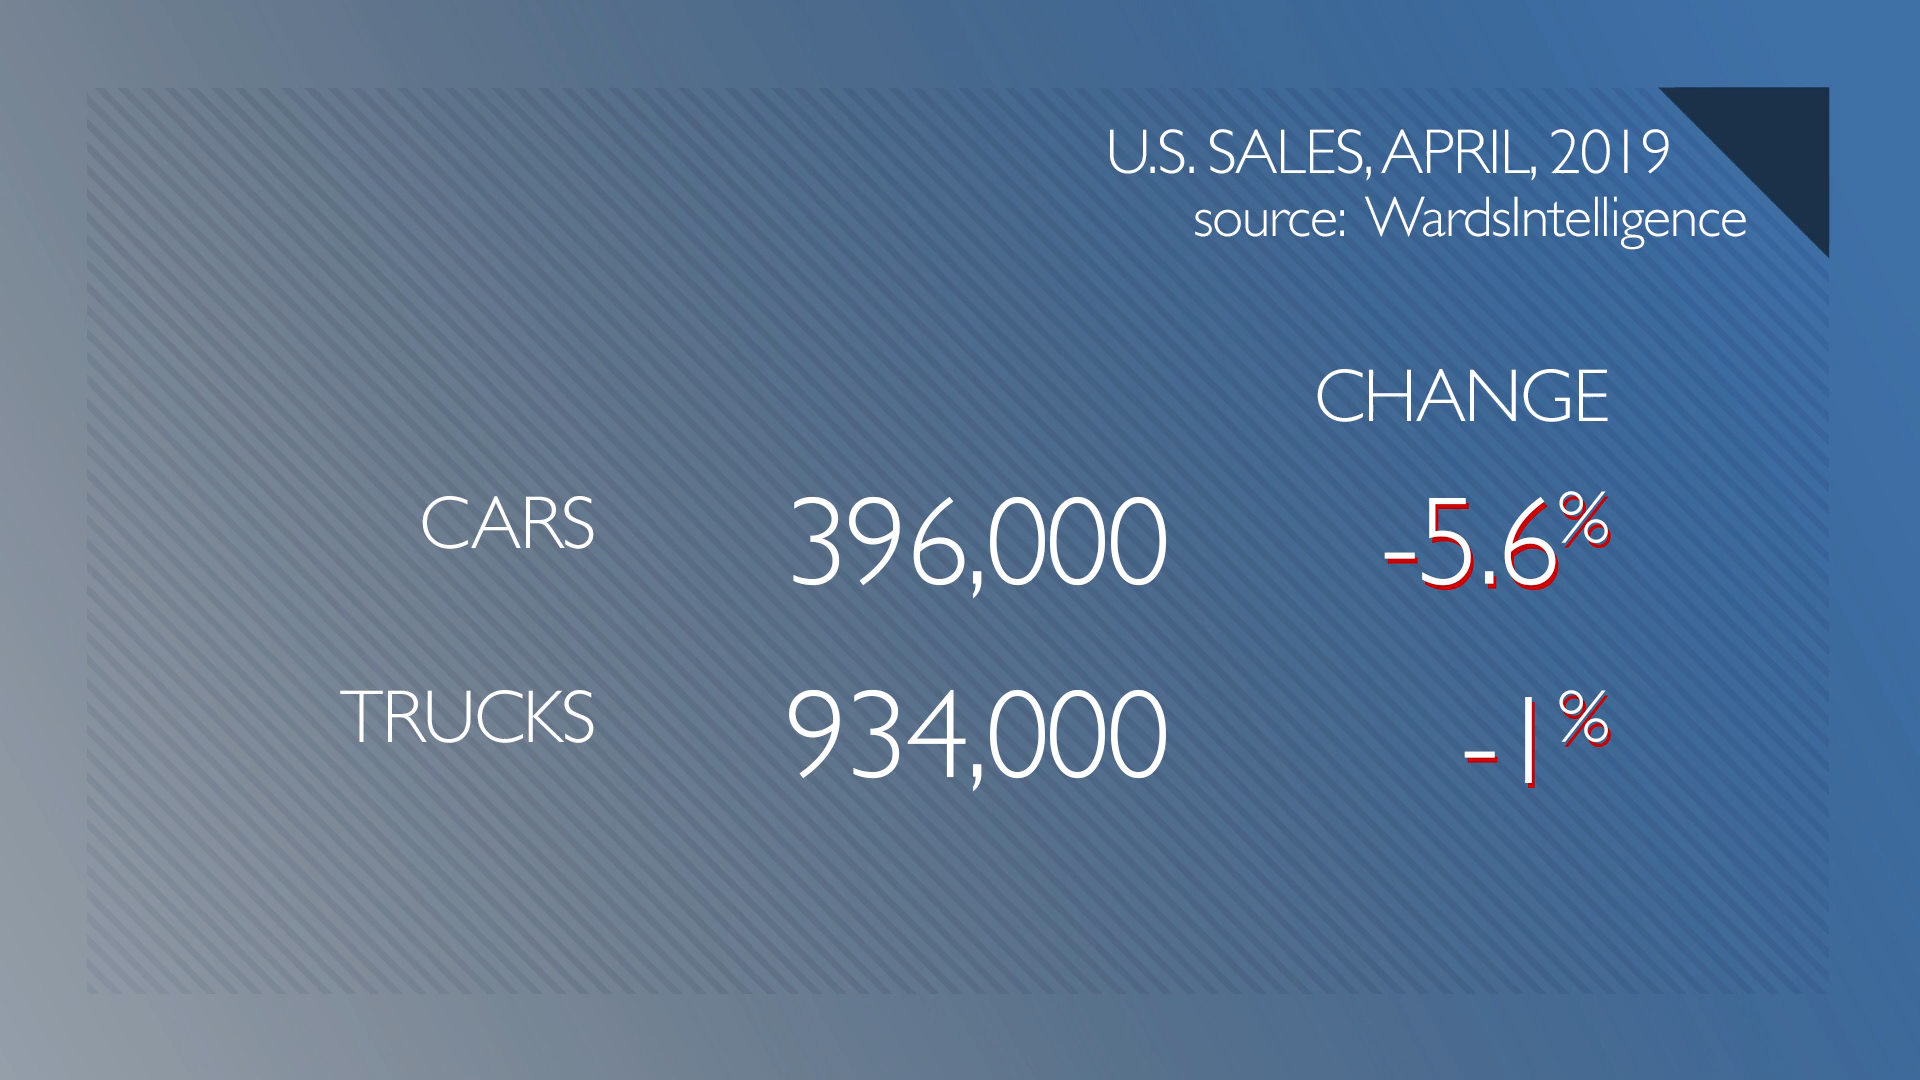 U.S. SALES, APRIL, 2019
source: WardsIntelligence
CHANGE
CARS 396,000 -5.6%
TRUCKS 934,000 -1%